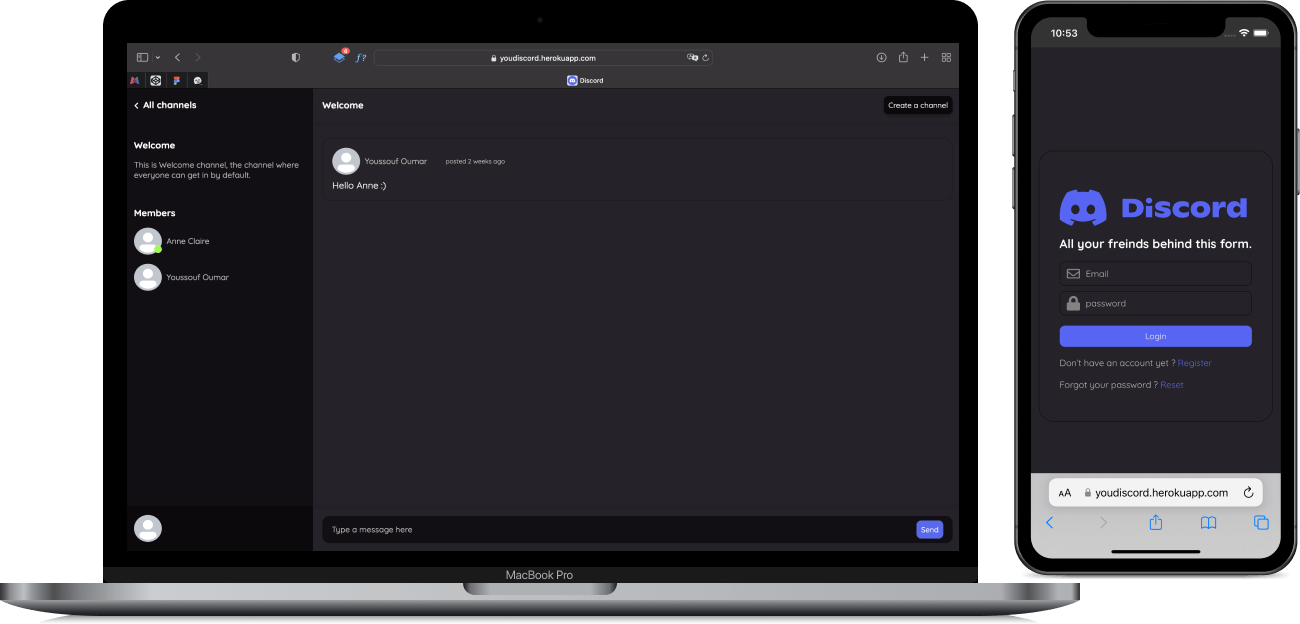 4
ƒ?
youdiscord.herokuapp.com
Discord
All channels
Welcome
This is Welcome channel, the channel where
everyone can get in by default.
Members
Anne Claire
Youssouf Oumar
Welcome
Create a channel
Youssouf Oumar posted 2 weeks ago
Hello Anne :)
Type a message here
Send
MacBook Pro
10:53
Discord
All your freinds behind this form.
Email
password
Login
Don't have an account yet ? Register
Forgot your password ? Reset
AA youdiscord.herokuapp.com